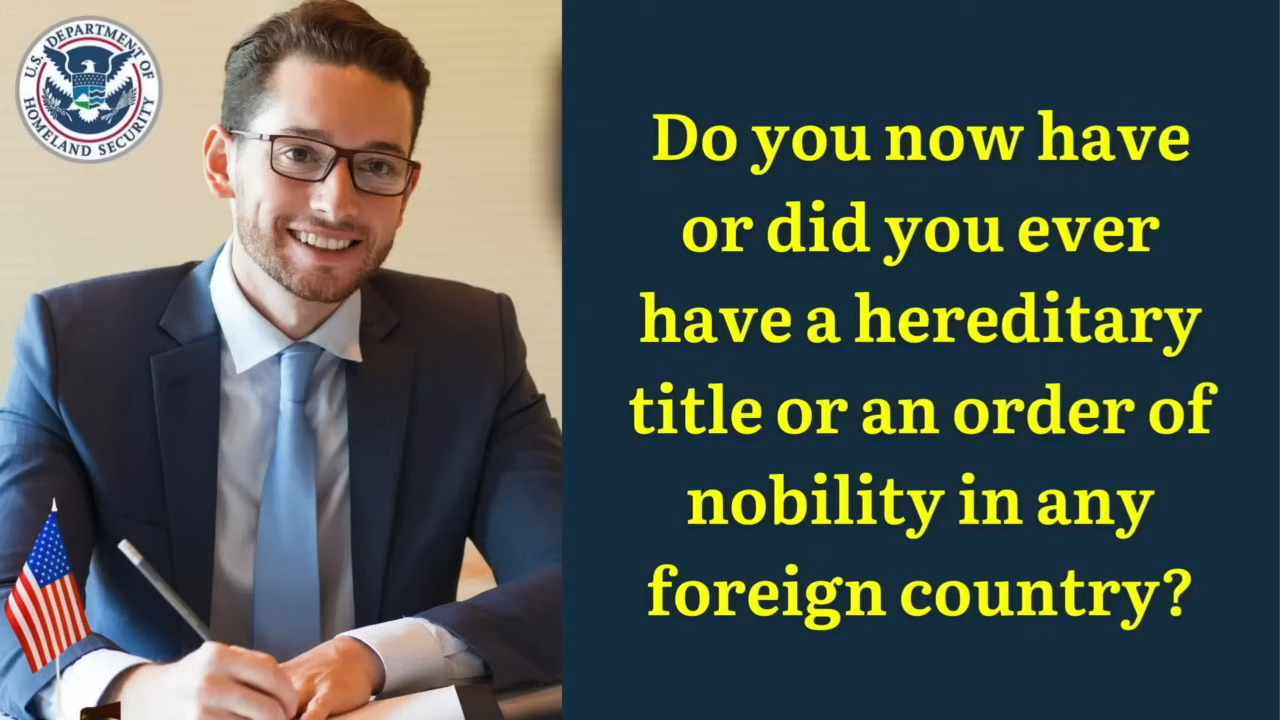 U.S. DEPARTMENT OF
HOMELAND SECURITY
Do you now have
or did you ever
have a hereditary
title or an order of
nobility in any
foreign country?